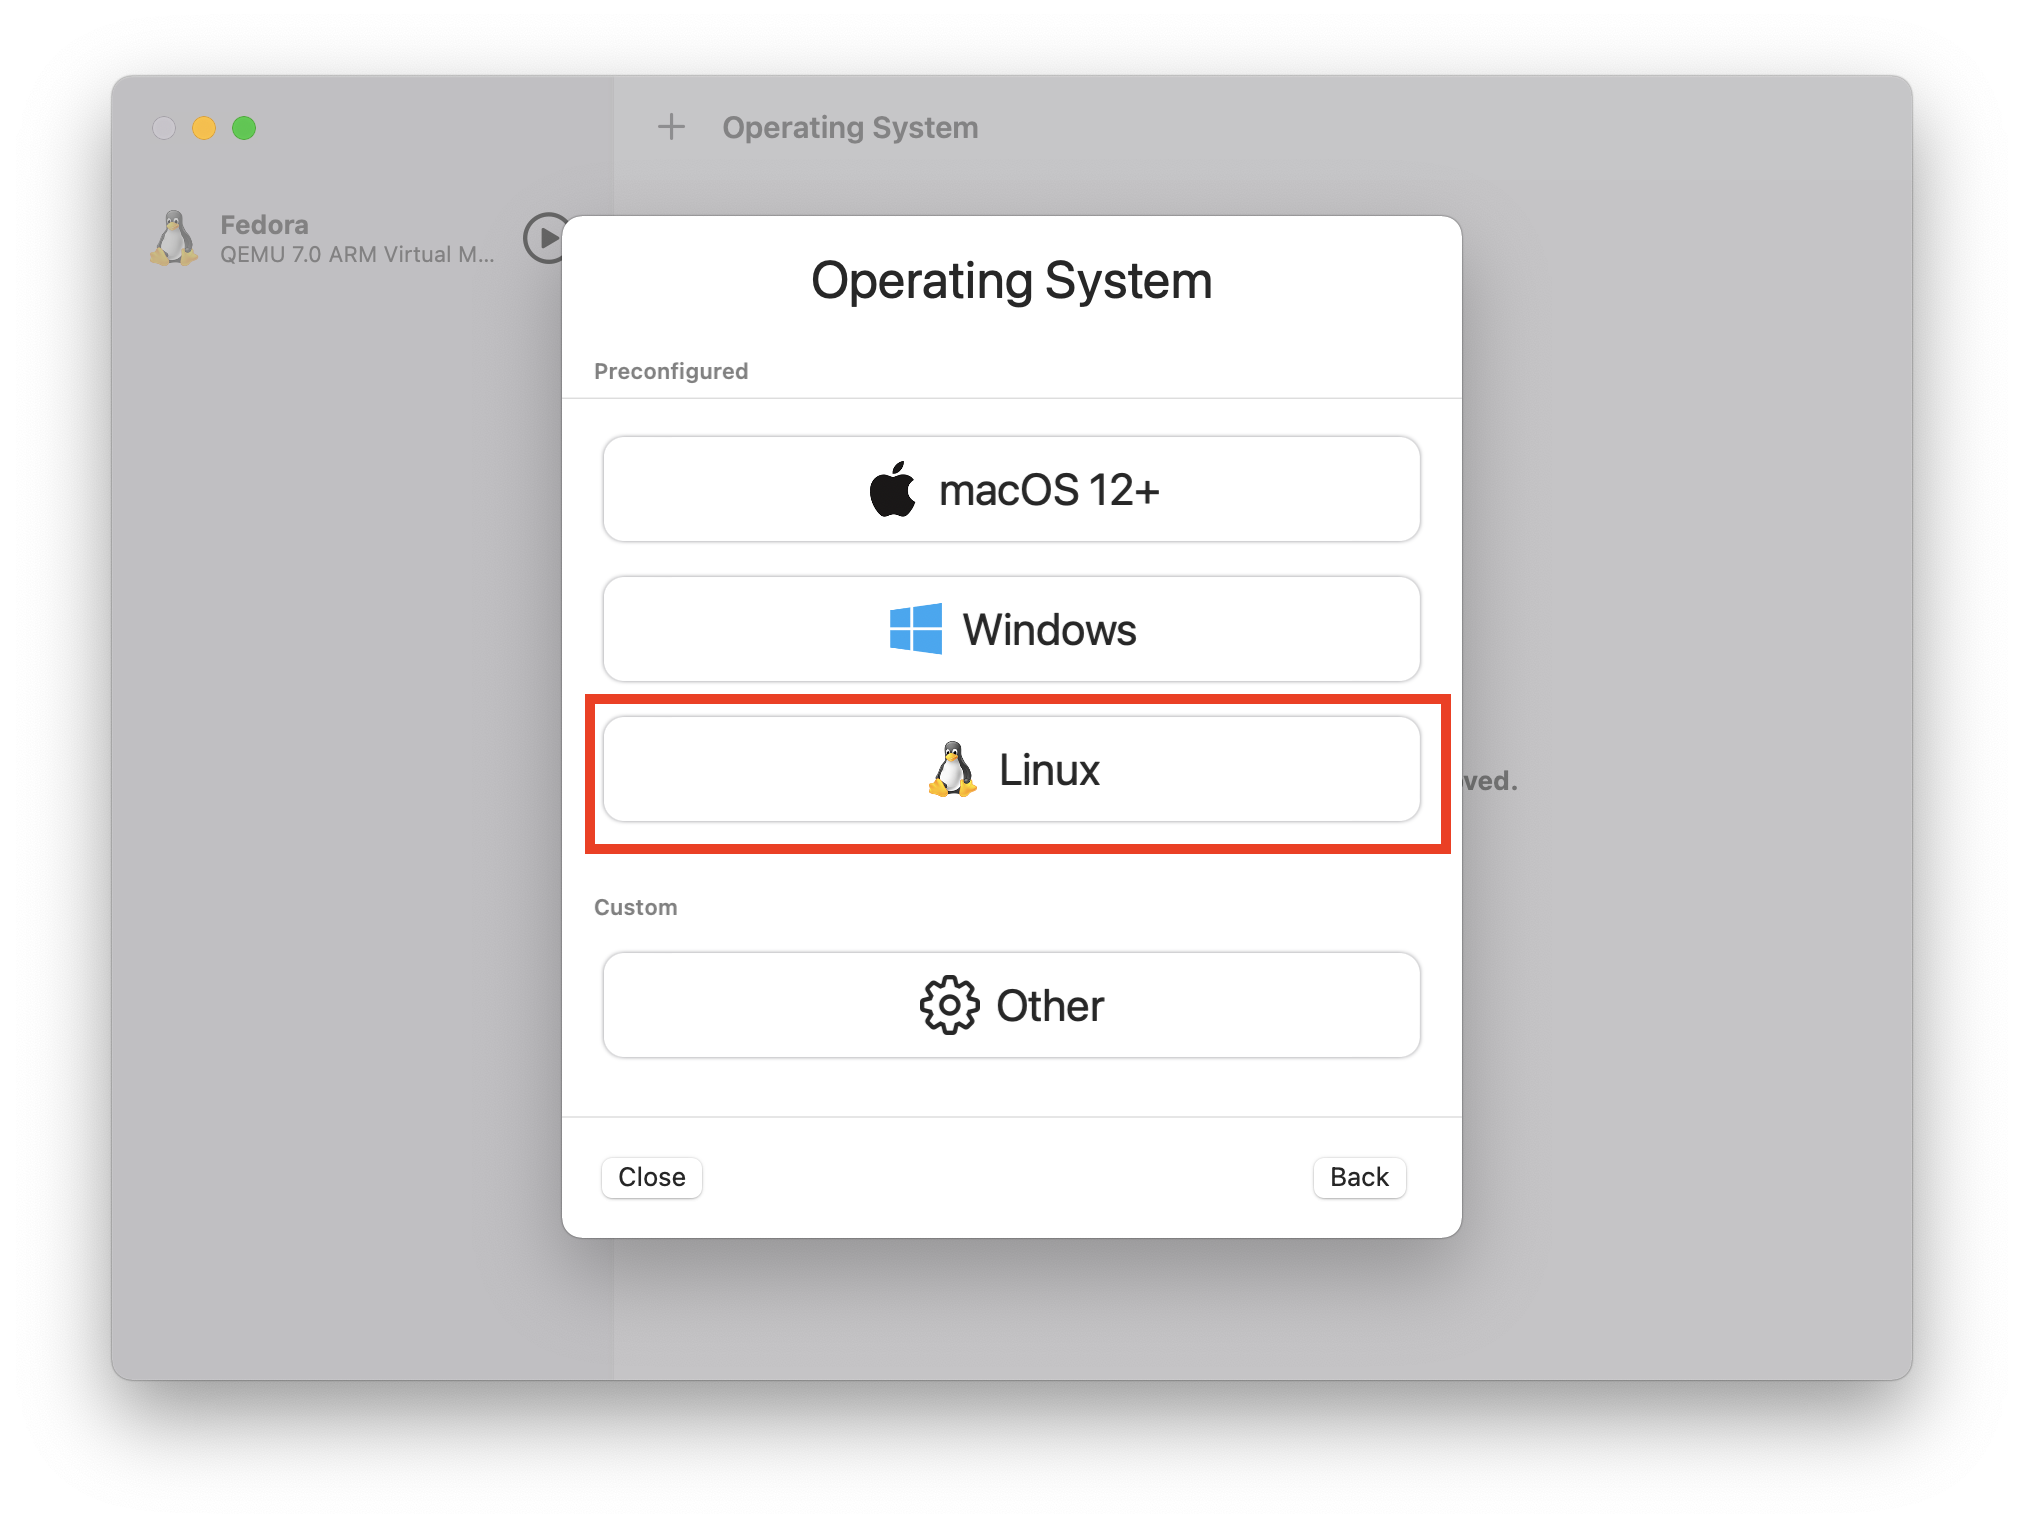 Operating System
Fedora
QEMU 7.0 ARM Virtual M...
Operating System
Preconfigured
macOS 12+
Windows
Linux
Custom
Other
Close
Back